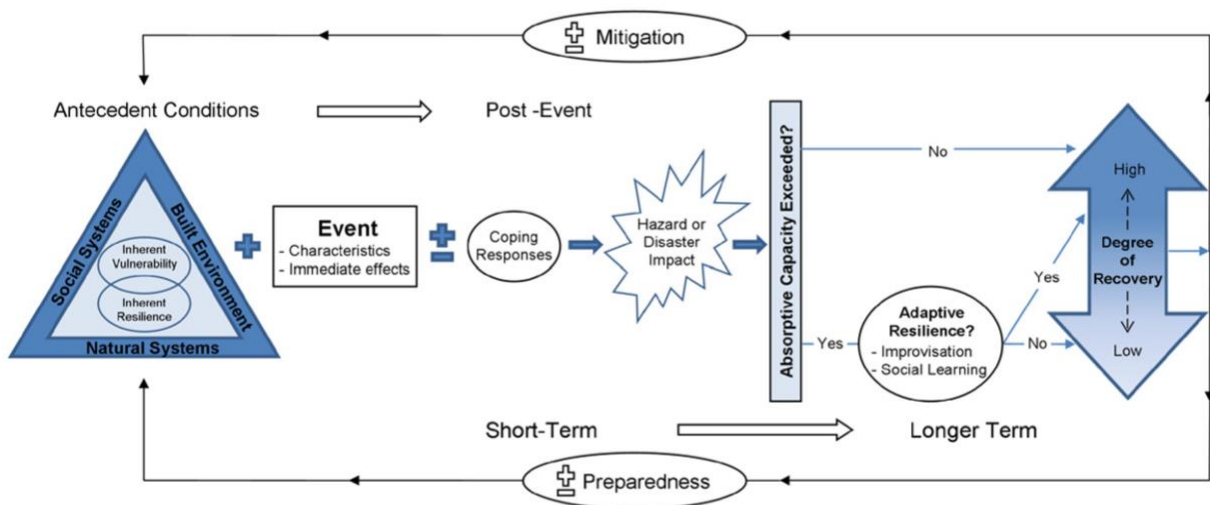 ± Mitigation
Antecedent Conditions
Post -Event
Social Systems
Built Environment
Natural Systems
Inherent
Vulnerability
Inherent
Resilience
+
Event
- Characteristics
- Immediate effects
±
Coping
Responses
Hazard or
Disaster
Impact
Absorptive Capacity Exceeded?
No
Yes
Adaptive
Resilience?
- Improvisation
- Social Learning
Yes
No
High
Degree
of
Recovery
Low
Short-Term
Longer Term
± Preparedness